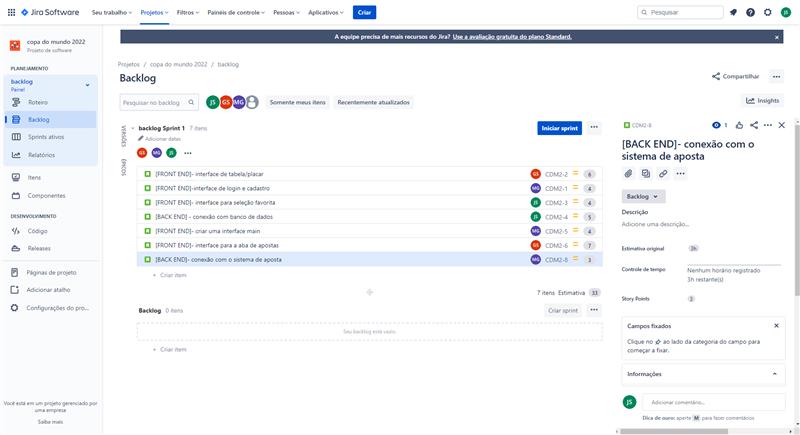 Jira Software
Seu trabalho
Projetos
Filtros
Painéis de controle
Pessoas
Aplicativos
Criar
Pesquisar
JS
copa do mundo 2022
Projeto de software
PLANEJAMENTO
backlog
Painel
Roteiro
Backlog
Sprints ativos
Relatórios
Itens
Componentes
DESENVOLVIMENTO
Código
Releases
Páginas de projeto
Adicionar atalho
Configurações do pro...
Você está em um projeto gerenciado por uma empresa
Saiba mais
A equipe precisa de mais recursos do Jira? Use a avaliação gratuita do plano Standard.
Projetos / copa do mundo 2022 / backlog
Backlog
Compartilhar
Pesquisar no backlog
JS GS MG
Somente meus itens
Recentemente atualizados
Insights
VERSÕES
ÉPICOS
backlog Sprint 1 7 itens
Adicionar datas
GS MG JS
Iniciar sprint
[FRONT END]- interface de tabela/placar GS CDM2-2 6
[FRONT END]-interface de login e cadastro MG CDM2-1 4
[FRONT END]- interface para seleção favorita JS CDM2-3 4
[BACK END] - conexão com banco de dados JS CDM2-4 5
[FRONT END]- criar uma interface main MG CDM2-5 4
[FRONT END]- interface para a aba de apostas GS CDM2-6 7
[BACK END]- conexão com o sistema de aposta MG CDM2-8 3
+ Criar item
7 itens Estimativa 33
Backlog 0 itens
Criar sprint
Seu backlog está vazio.
+ Criar item
CDM2-8
1
[BACK END]- conexão com o sistema de aposta
Backlog
Descrição
Adicione uma descrição...
Estimativa original 3h
Controle de tempo
Nenhum horário registrado
3h restante(s)
Story Points 3
Campos fixados
Clique no ao lado da categoria do campo para começar a fixar.
Informações
JS
Adicionar comentário...
Dica de ouro: aperte M para fazer comentários